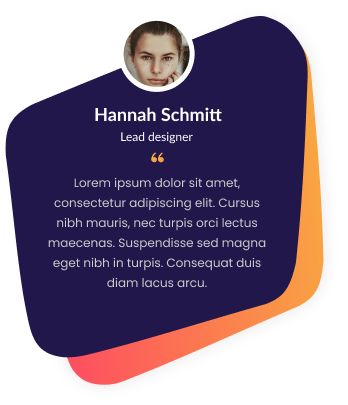 Hannah Schmitt
Lead designer
“
Lorem ipsum dolor sit amet,
consectetur adipiscing elit. Cursus
nibh mauris, nec turpis orci lectus
maecenas. Suspendisse sed magna
eget nibh in turpis. Consequat duis
diam lacus arcu.